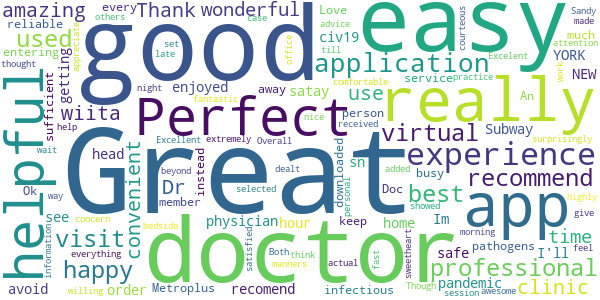 amazing
every
Thank
wonderful
good
easy
Love
others
case
advice
courteous
Sandy
made
reliable
used
entering
thought
getting
set
late
till
office
civ19
application
YORK
much
attention
Excelent
appreciate
sufficient
wiita
enjoyed
away
satay
service
practice
An
NEW
work
night
use
comfortable
fantastic
helpful
Perfect
person
received
really
help
nice
virtual
Subway
surprisingly
wait
Excellent
extremely
Overall
Great
experience
convenient
head
instead
downloaded
sn
busy
app
recommend
Ok
way
Dr
beyond
dealt
Doc
best
member
selected
personal
added
showed
highly
see
physician
keep
home
Im
pathogens
give
information
visit
concern
hour
safe
I'll
time
morning
feel
doctor
happy
everything
bedside
satisfied
Both
think
fast
sweetheart
pandemic
professional
avoid
willing
order
Metroplus
manners
recomend
actual
infectious
Though
session
awesome
clinic